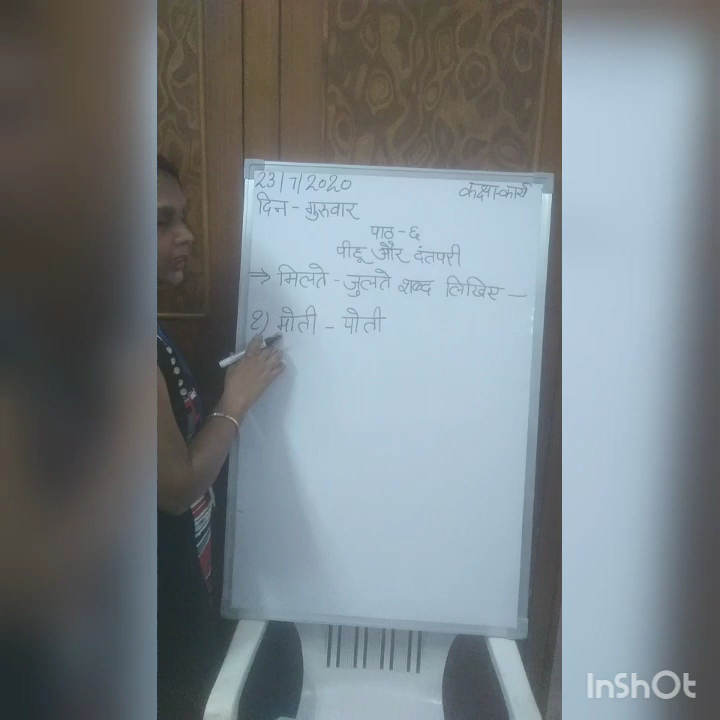 23/7/2020 कक्षा-कार्य
दिन - गुरुवार
पाठ - ६
पीहू और दंतपरी
⇒ मिलते - जुलते शब्द लिखिए —
१) मोती - पोती
InShOt